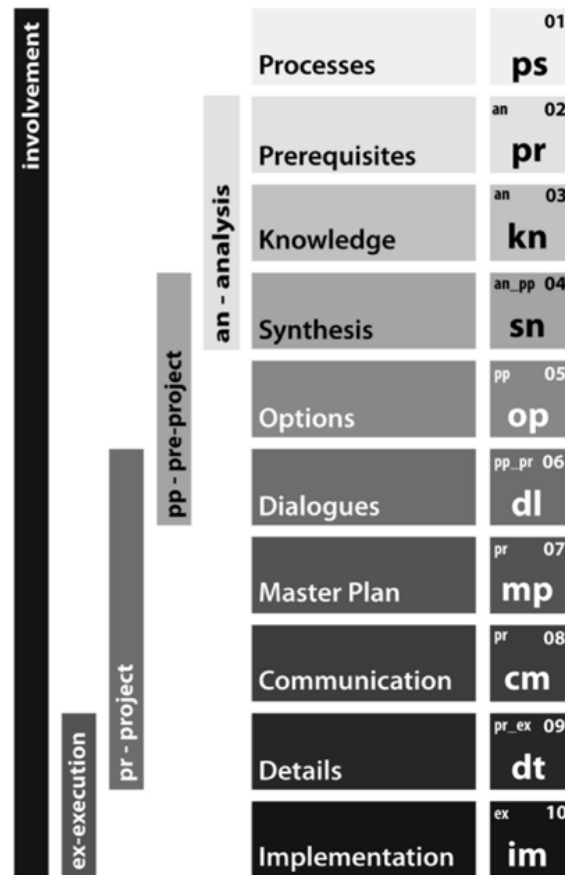 involvement
ex-execution
pr - project
pp - pre-project
an - analysis
01
Processes ps
an 02
Prerequisites pr
an 03
Knowledge kn
an_pp 04
Synthesis sn
pp 05
Options op
pp_pr 06
Dialogues dl
pr 07
Master Plan mp
pr 08
Communication cm
pr_ex 09
Details dt
ex 10
Implementation im